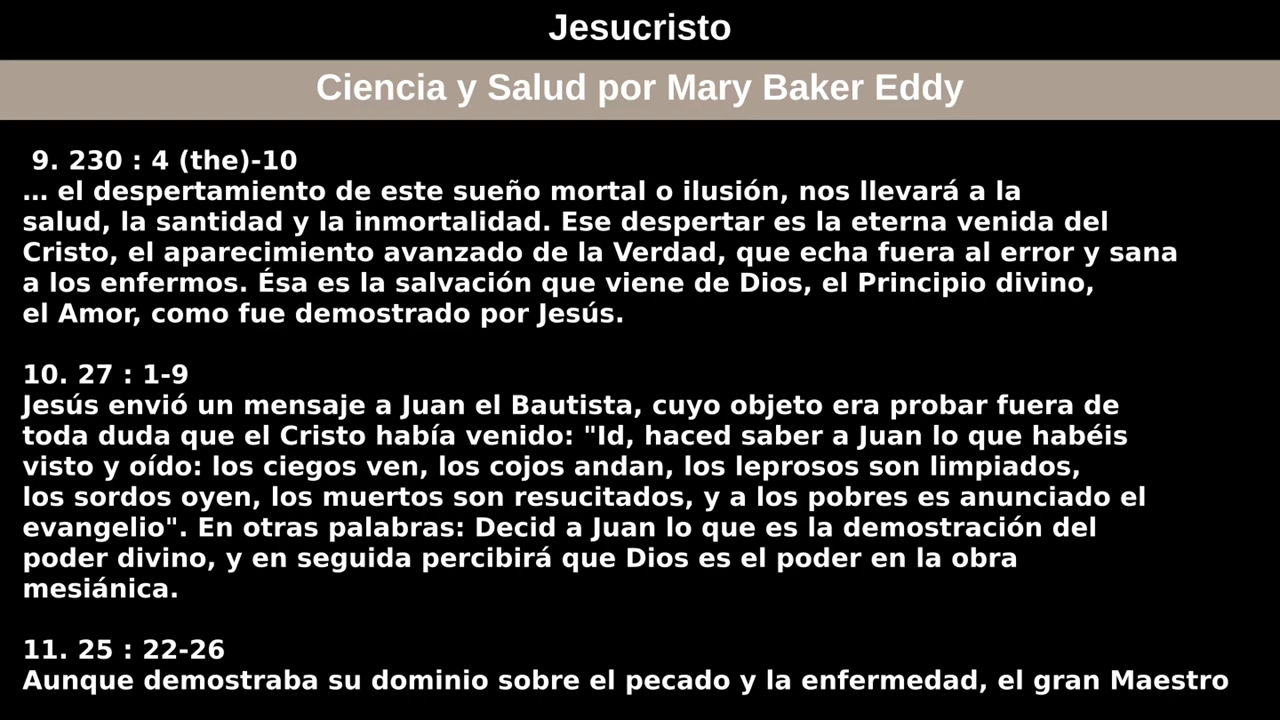 Jesucristo
Ciencia y Salud por Mary Baker Eddy
9. 230 : 4 (the)-10
… el despertamiento de este sueño mortal o ilusión, nos llevará a la
salud, la santidad y la inmortalidad. Ese despertar es la eterna venida del
Cristo, el aparecimiento avanzado de la Verdad, que echa fuera al error y sana
a los enfermos. Ésa es la salvación que viene de Dios, el Principio divino,
el Amor, como fue demostrado por Jesús.
10. 27 : 1-9
Jesús envió un mensaje a Juan el Bautista, cuyo objeto era probar fuera de
toda duda que el Cristo había venido: "Id, haced saber a Juan lo que habéis
visto y oído: los ciegos ven, los cojos andan, los leprosos son limpiados,
los sordos oyen, los muertos son resucitados, y a los pobres es anunciado el
evangelio". En otras palabras: Decid a Juan lo que es la demostración del
poder divino, y en seguida percibirá que Dios es el poder en la obra
mesiánica.
11. 25 : 22-26
Aunque demostraba su dominio sobre el pecado y la enfermedad, el gran Maestro